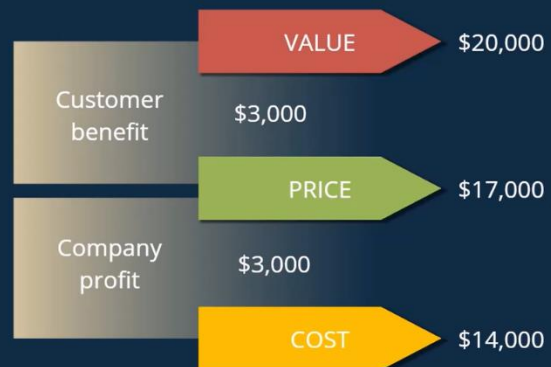 VALUE $20,000
Customer
benefit
$3,000
PRICE $17,000
Company
profit
$3,000
COST $14,000